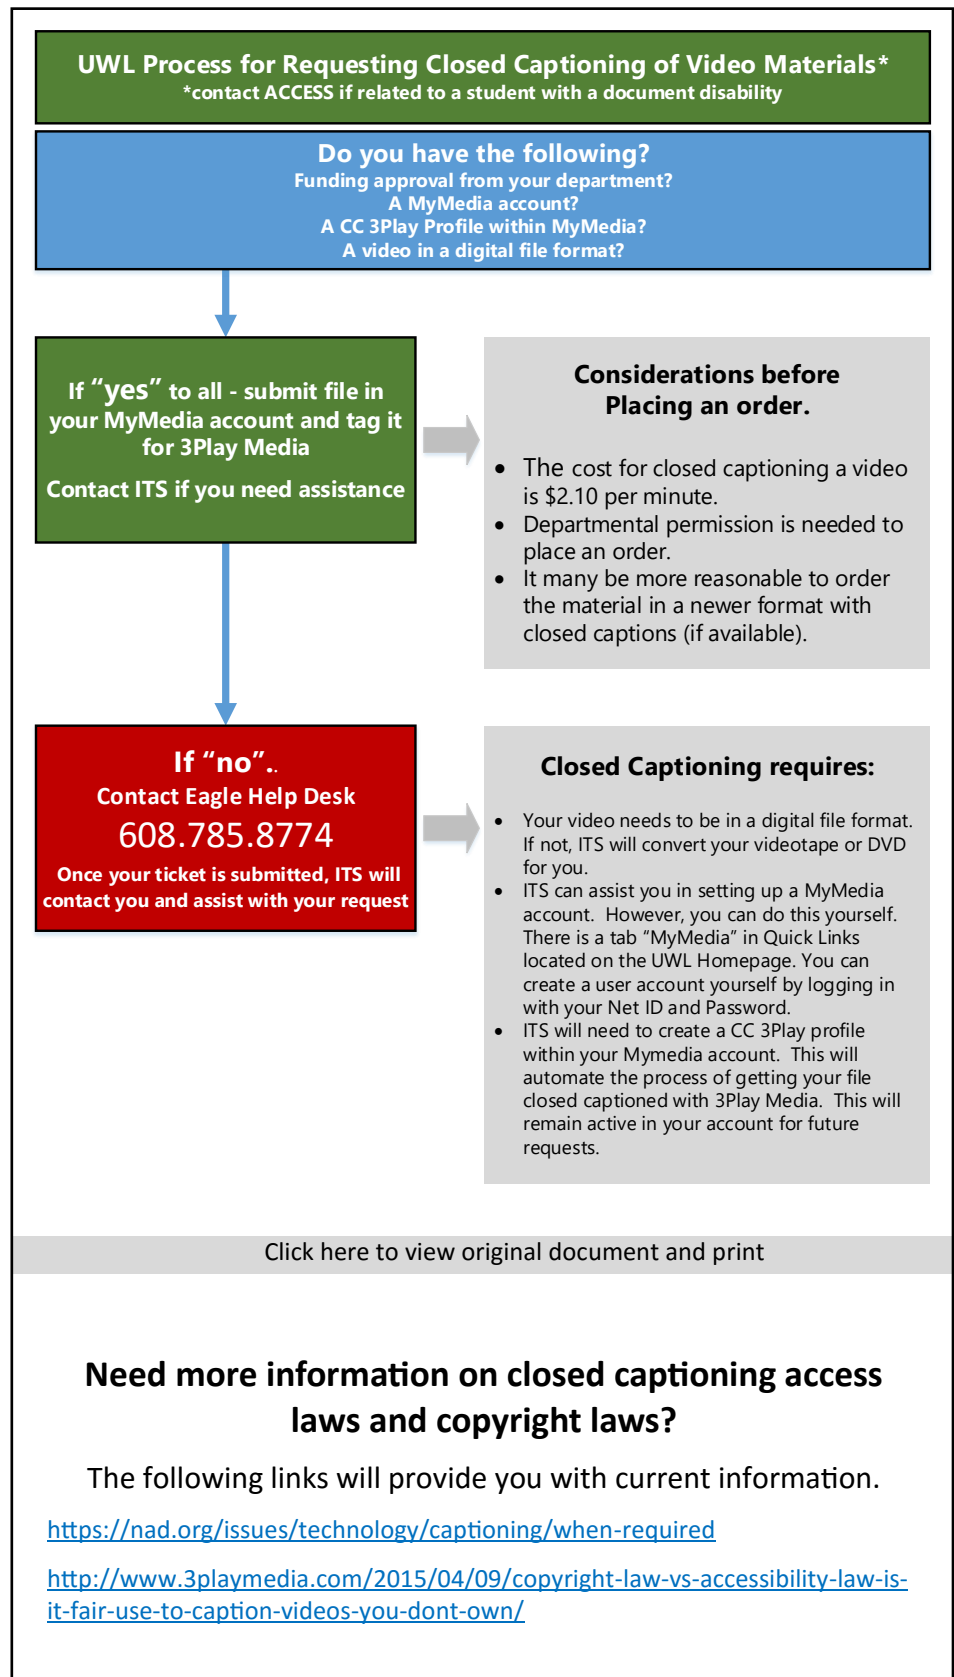 UWL Process for Requesting Closed Captioning of Video Materials*
*contact ACCESS if related to a student with a document disability
Do you have the following?
Funding approval from your department?
A MyMedia account?
A CC 3Play Profile within MyMedia?
A video in a digital file format?
If “yes” to all - submit file in
your MyMedia account and tag it
for 3Play Media
Contact ITS if you need assistance
Considerations before
Placing an order.
• The cost for closed captioning a video
is $2.10 per minute.
• Departmental permission is needed to
place an order.
• It many be more reasonable to order
the material in a newer format with
closed captions (if available).
If “no”..
Contact Eagle Help Desk
608.785.8774
Once your ticket is submitted, ITS will
contact you and assist with your request
Closed Captioning requires:
• Your video needs to be in a digital file format.
If not, ITS will convert your videotape or DVD
for you.
• ITS can assist you in setting up a MyMedia
account.  However, you can do this yourself.
There is a tab “MyMedia” in Quick Links
located on the UWL Homepage. You can
create a user account yourself by logging in
with your Net ID and Password.
• ITS will need to create a CC 3Play profile
within your Mymedia account.  This will
automate the process of getting your file
closed captioned with 3Play Media.  This will
remain active in your account for future
requests.
Click here to view original document and print
Need more information on closed captioning access
laws and copyright laws?
The following links will provide you with current information.
https://nad.org/issues/technology/captioning/when-required
http://www.3playmedia.com/2015/04/09/copyright-law-vs-accessibility-law-is-
it-fair-use-to-caption-videos-you-dont-own/